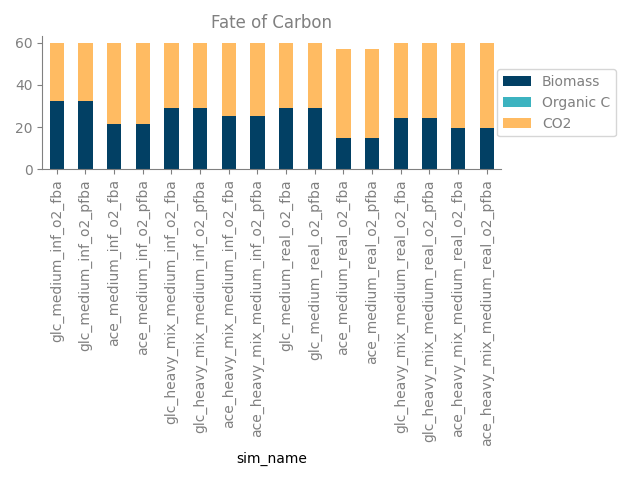 Fate of Carbon
60
40
20
0
Biomass
Organic C
CO2
glc_medium_inf_o2_fba
glc_medium_inf_o2_pfba
ace_medium_inf_o2_fba
ace_medium_inf_o2_pfba
glc_heavy_mix_medium_inf_o2_fba
glc_heavy_mix_medium_inf_o2_pfba
ace_heavy_mix_medium_inf_o2_fba
ace_heavy_mix_medium_inf_o2_pfba
glc_medium_real_o2_fba
glc_medium_real_o2_pfba
ace_medium_real_o2_fba
ace_medium_real_o2_pfba
glc_heavy_mix_medium_real_o2_fba
glc_heavy_mix_medium_real_o2_pfba
ace_heavy_mix_medium_real_o2_fba
ace_heavy_mix_medium_real_o2_pfba
sim_name